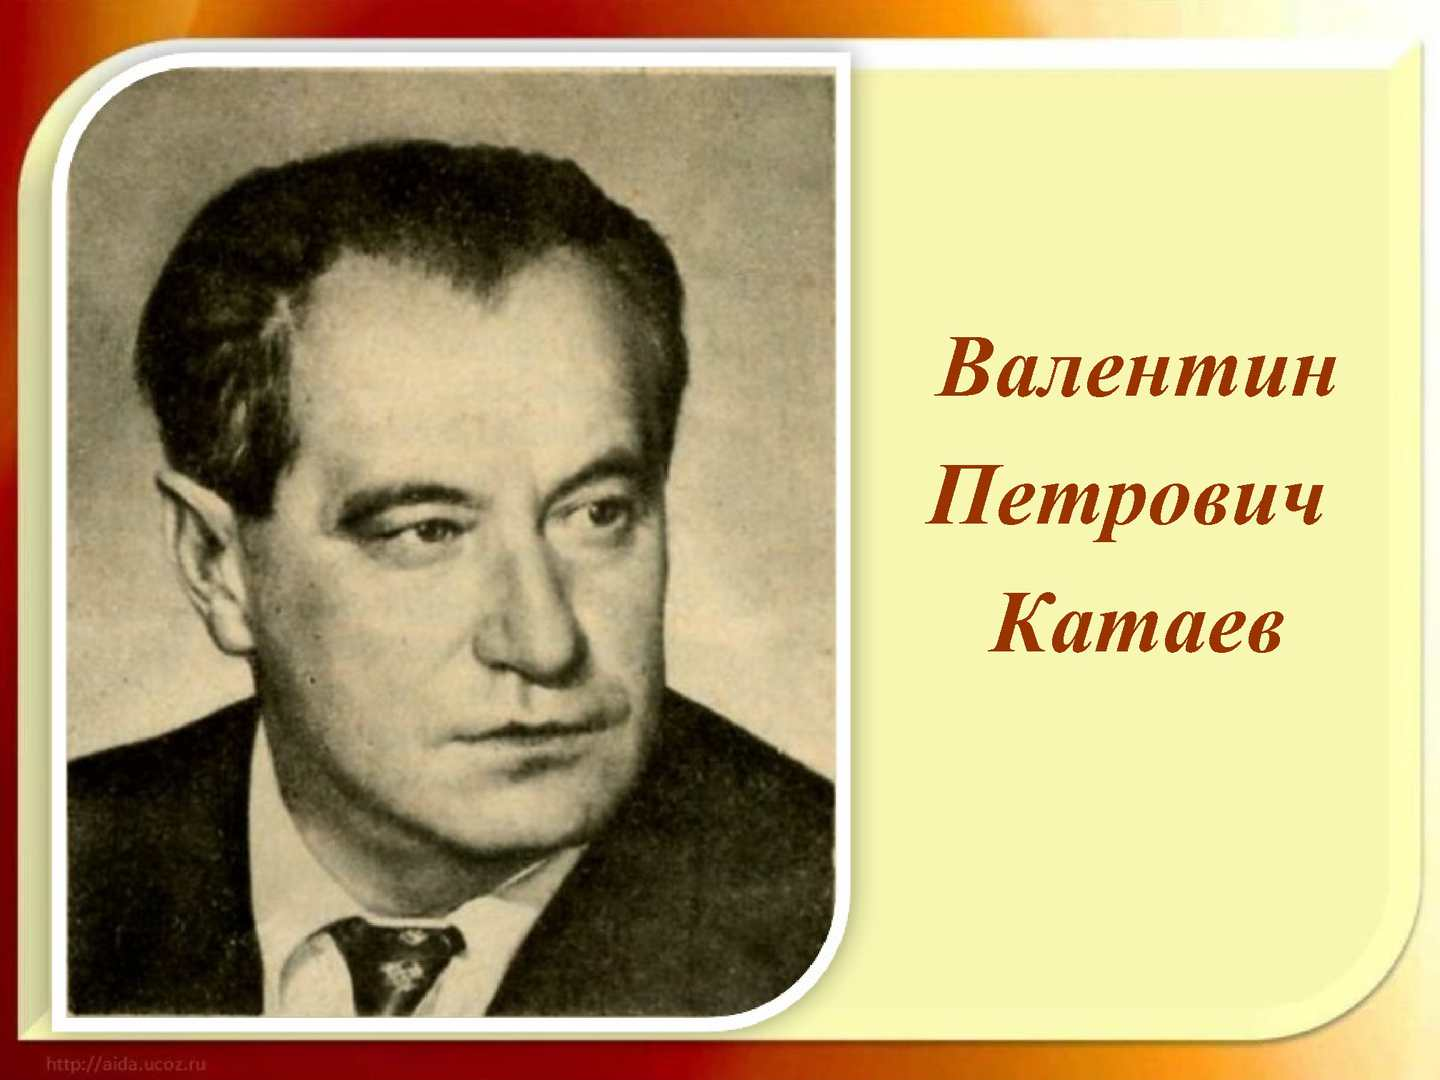 Валентин
Петрович
Катаев
http://aida.ucoz.ru